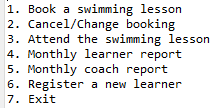 1. Book a swimming lesson
2. Cancel/Change booking
3. Attend the swimming lesson
4. Monthly learner report
5. Monthly coach report
6. Register a new learner
7. Exit